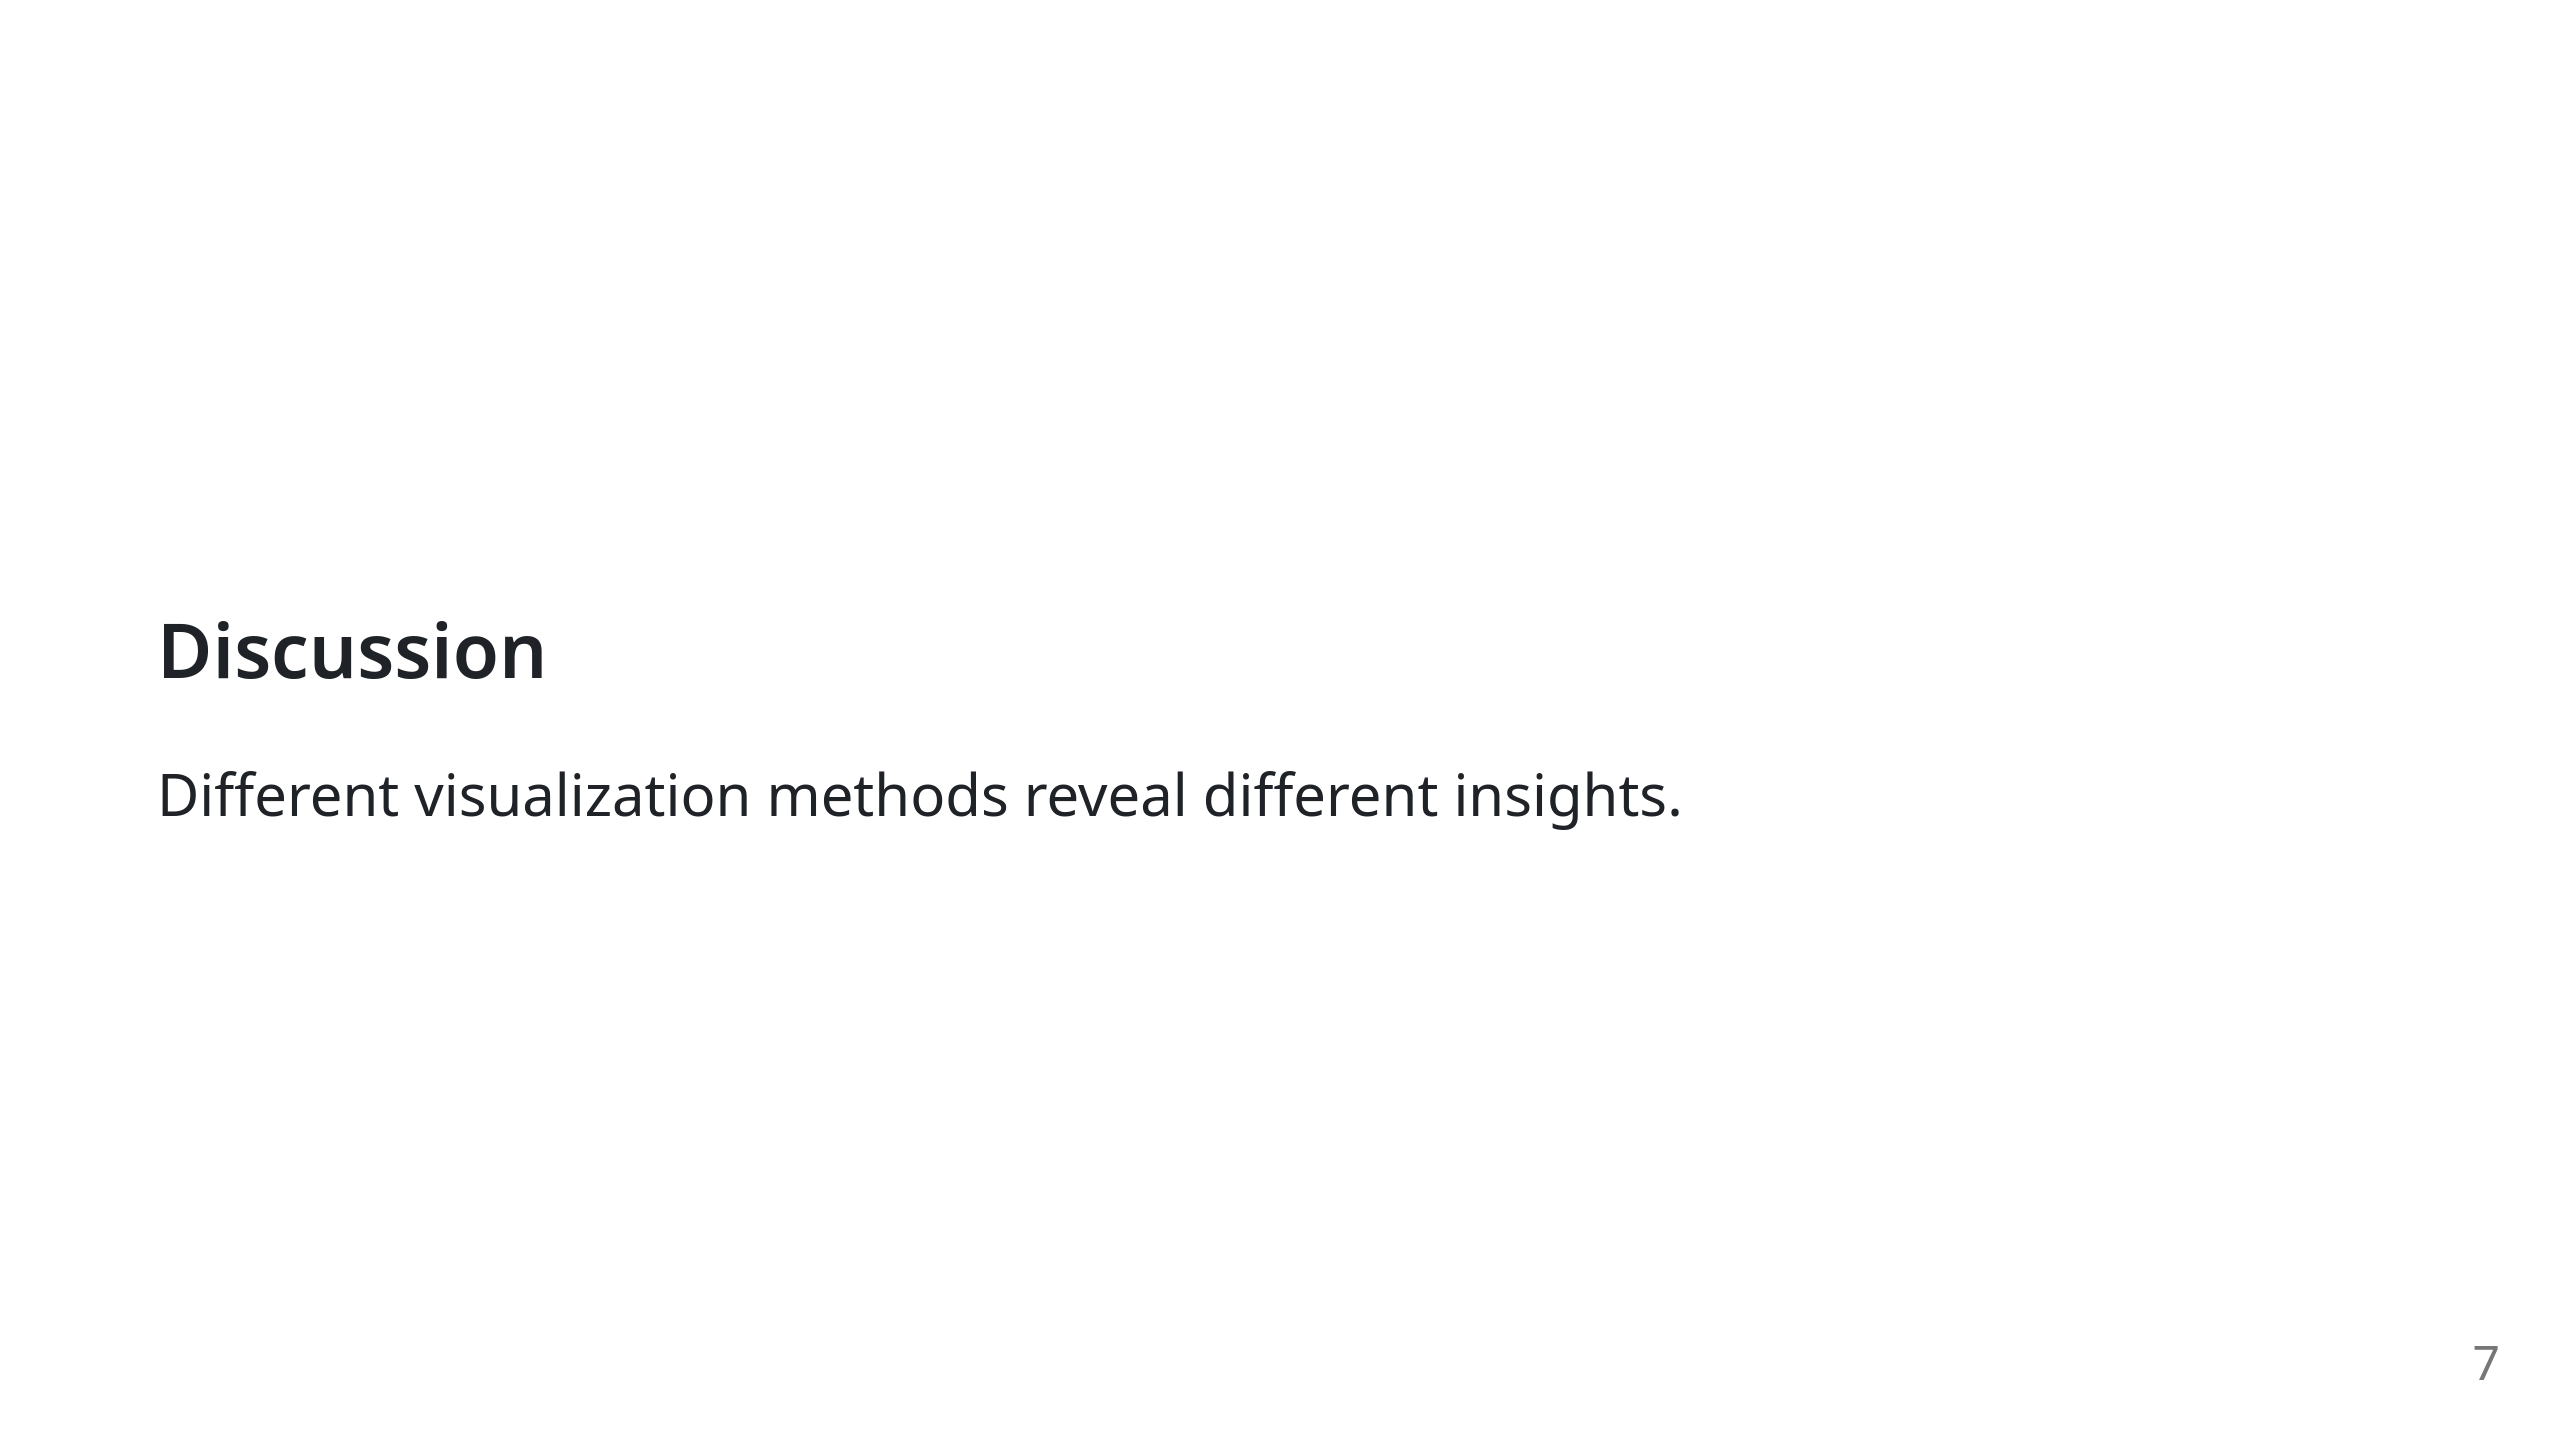 Discussion
Different visualization methods reveal different insights.
7